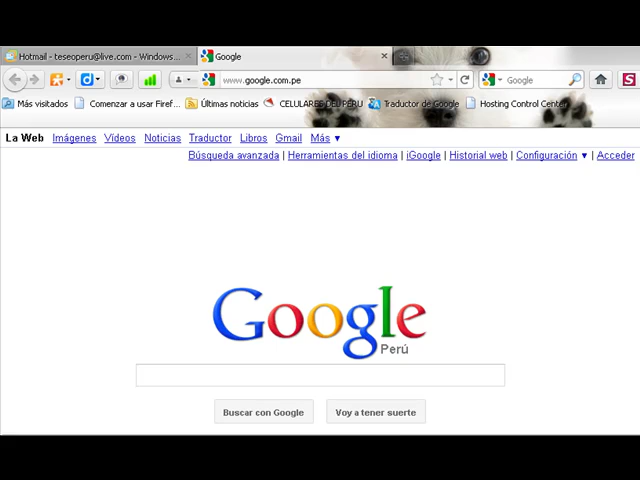 Hotmail - teseoperu@live.com - Windows... Google
www.google.com.pe Google
Más visitados Comenzar a usar Firef... Últimas noticias CELULARES DEL PERU Traductor de Google Hosting Control Center
La Web Imágenes Vídeos Noticias Traductor Libros Gmail Más ▼
Búsqueda avanzada | Herramientas del idioma | iGoogle | Historial web | Configuración ▼ | Acceder
Google
Perú
Buscar con Google Voy a tener suerte